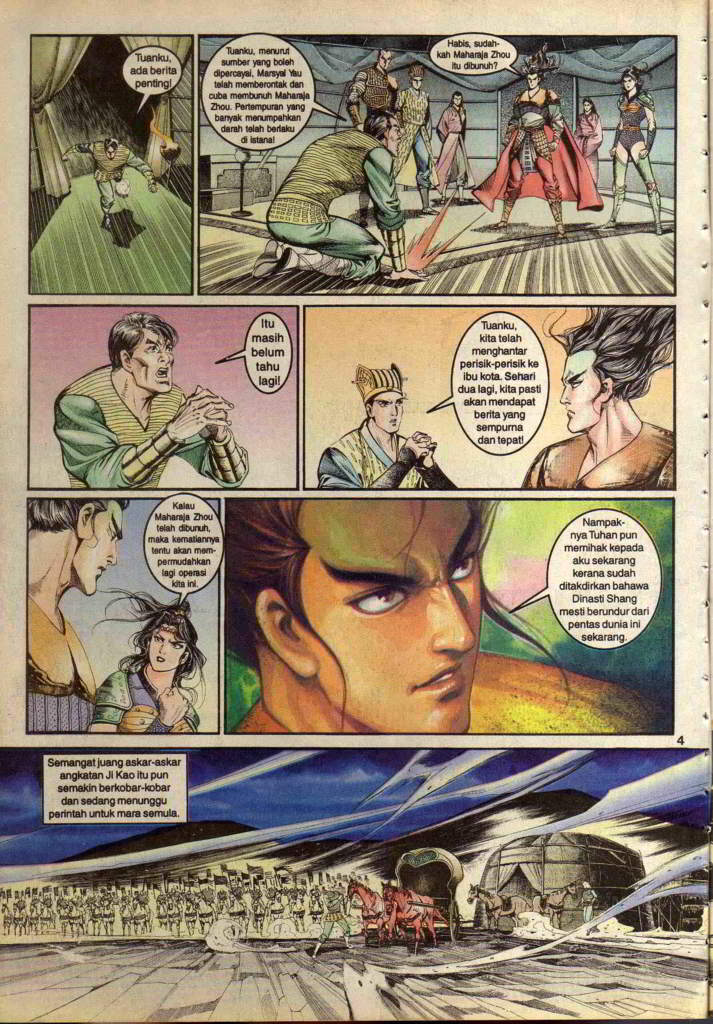 Tuanku,
ada berita
penting!
Tuanku, menurut
sumber yang boleh
dipercayai, Marsyal Yau
telah memberontak dan
cuba membunuh Maharaja
Zhou. Pertempuran yang
banyak menumpahkan
darah telah berlaku
di istana!
Habis, sudah-
kah Maharaja Zhou
itu dibunuh?
Itu
masih
belum
tahu
lagi!
Tuanku,
kita telah
menghantar
perisik-perisik ke
ibu kota. Sehari
dua lagi, kita pasti
akan mendapat
berita yang
sempurna
dan tepat!
Kalau
Maharaja Zhou
telah dibunuh,
maka kematiannya
tentu akan mem-
permudahkan
lagi operasi
kita ini.
Nampak-
nya Tuhan pun
memihak kepada
aku sekarang
kerana sudah
ditakdirkan bahawa
Dinasti Shang
mesti berundur dari
pentas dunia ini
sekarang.
4
Semangat juang askar-askar
angkatan Ji Kao itu pun
semakin berkobar-kobar
dan sedang menunggu
perintah untuk mara semula.